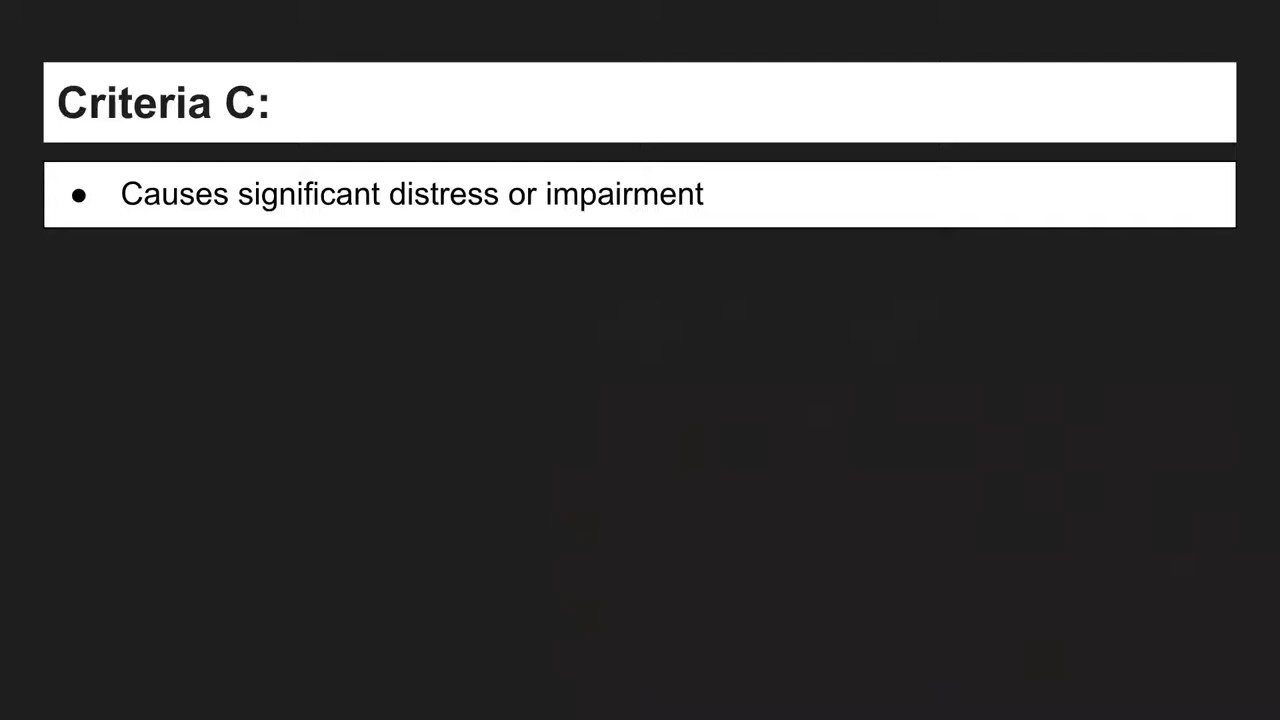 Criteria C:
● Causes significant distress or impairment